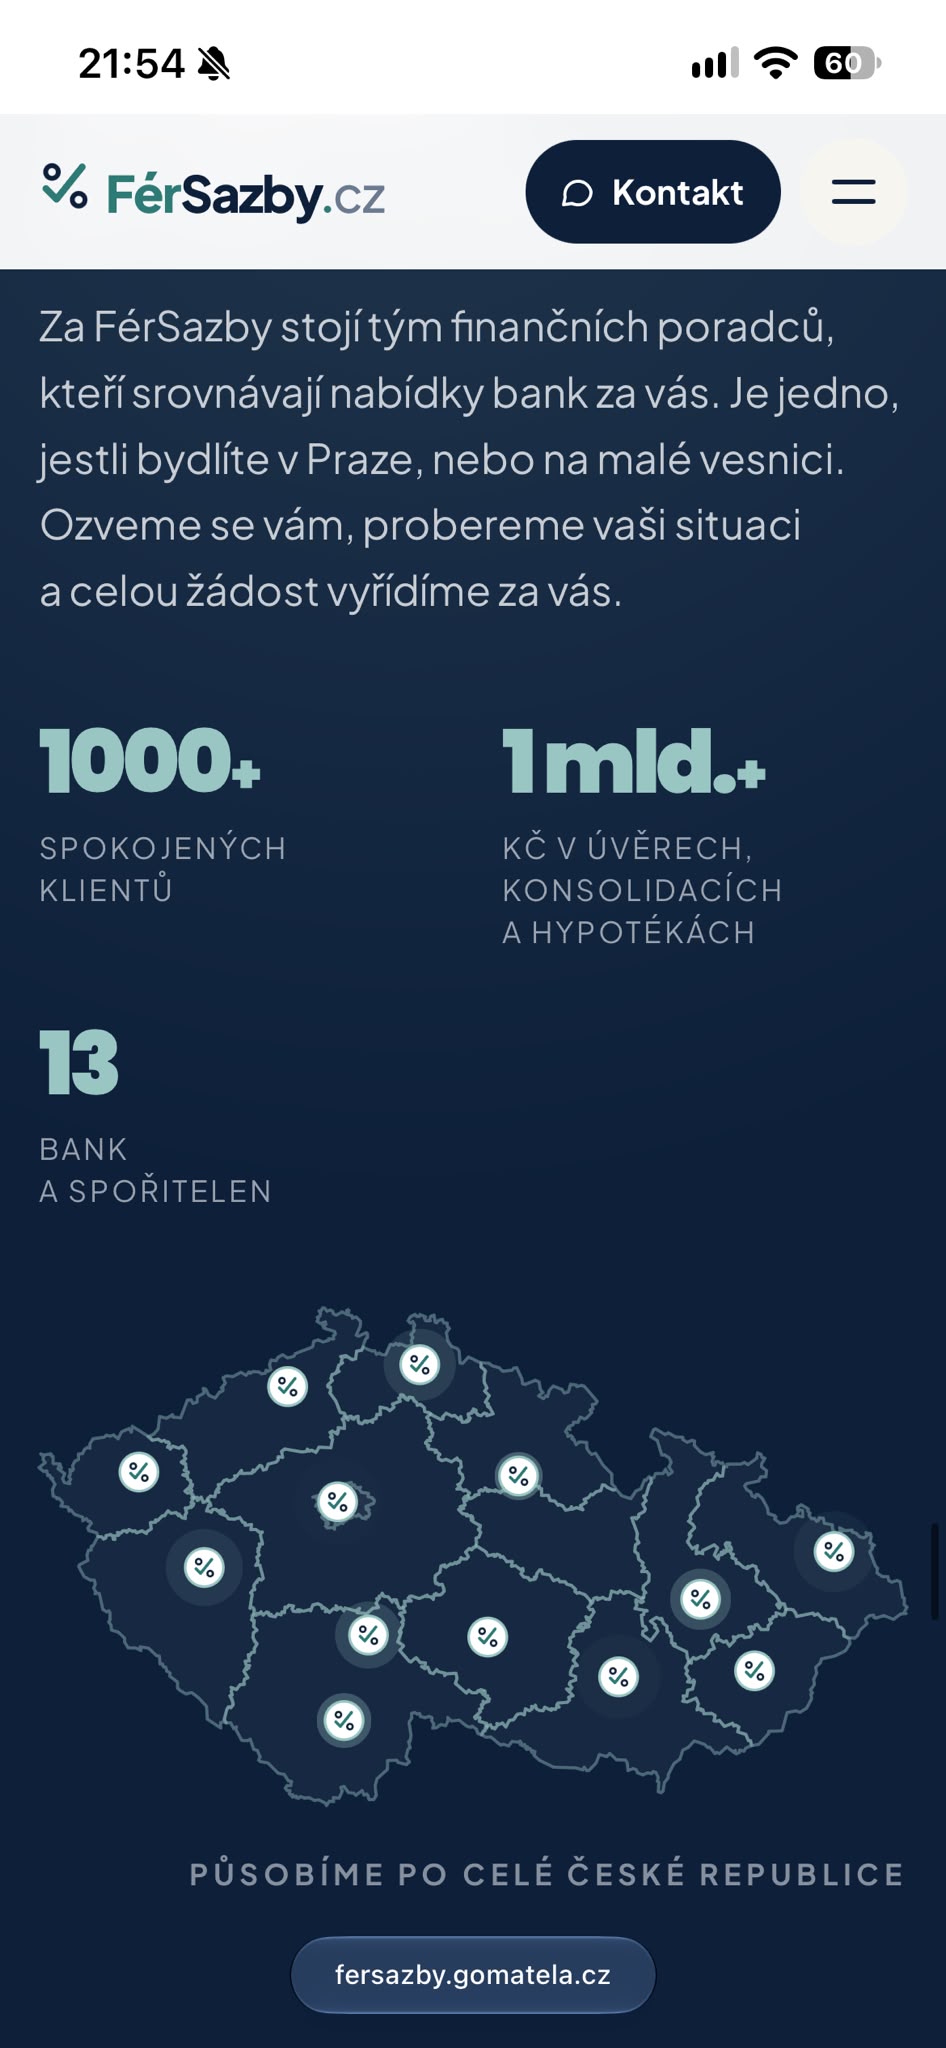 21:54
60
FérSazby.cz
Kontakt
Za FérSazby stojí tým finančních poradců,
kteří srovnávají nabídky bank za vás. Je jedno,
jestli bydlíte v Praze, nebo na malé vesnici.
Ozveme se vám, probereme vaši situaci
a celou žádost vyřídíme za vás.
1000+
SPOKOJENÝCH
KLIENTŮ
1 mld.+
KČ V ÚVĚRECH,
KONSOLIDACÍCH
A HYPOTÉKÁCH
13
BANK
A SPOŘITELEN
PŮSOBÍME PO CELÉ ČESKÉ REPUBLICE
fersazby.gomatela.cz